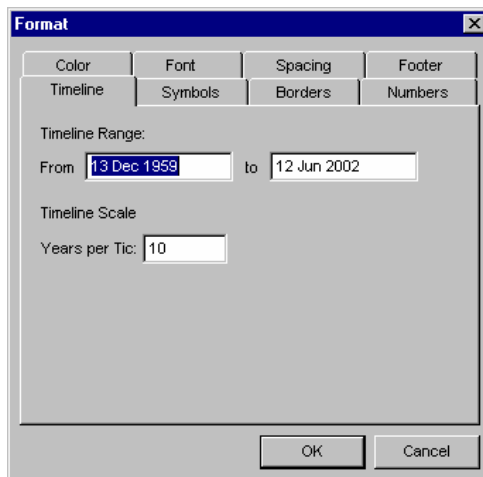 Format
Color Font Spacing Footer
Timeline Symbols Borders Numbers
Timeline Range:
From 13 Dec 1959 to 12 Jun 2002
Timeline Scale
Years per Tic: 10
OK Cancel